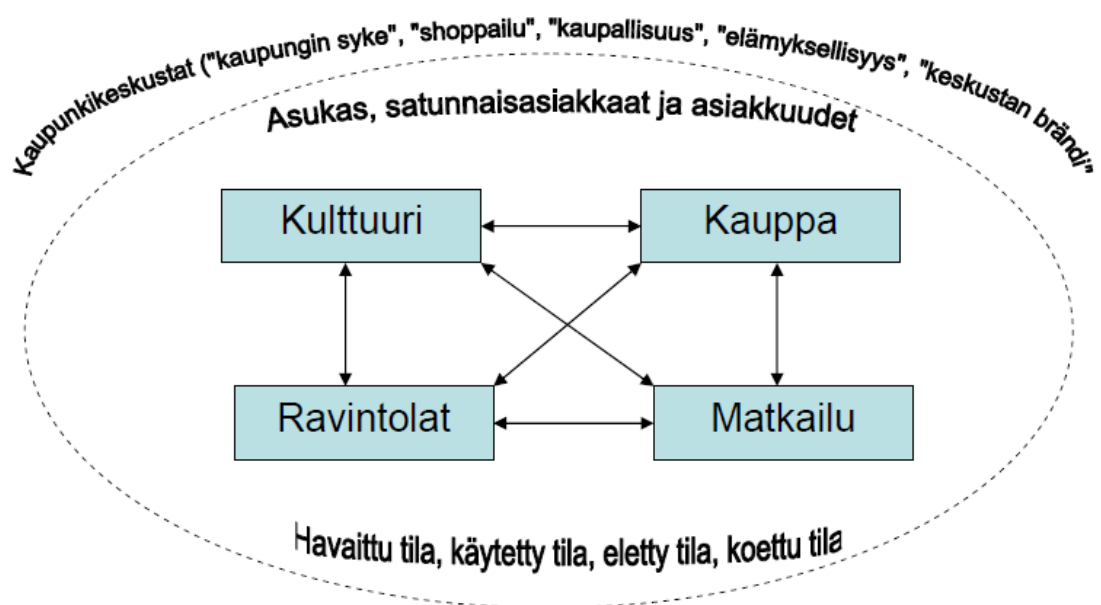 Kaupunkikeskustat ("kaupungin syke", "shoppailu", "kaupallisuus", "elämyksellisyys", "keskustan brändi"
Asukas, satunnaisasiakkaat ja asiakkuudet
Kulttuuri
Kauppa
Ravintolat
Matkailu
Havaittu tila, käytetty tila, eletty tila, koettu tila